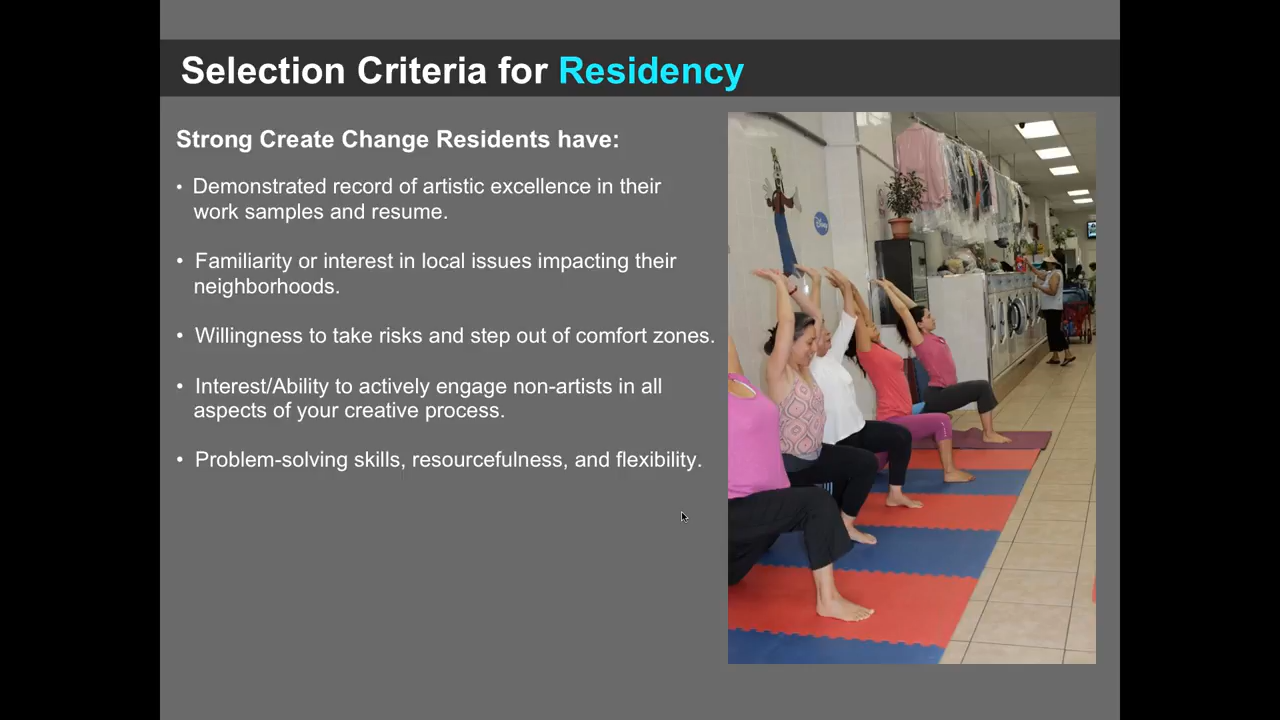 Selection Criteria for Residency
Strong Create Change Residents have:
• Demonstrated record of artistic excellence in their
work samples and resume.
• Familiarity or interest in local issues impacting their
neighborhoods.
• Willingness to take risks and step out of comfort zones.
• Interest/Ability to actively engage non-artists in all
aspects of your creative process.
• Problem-solving skills, resourcefulness, and flexibility.